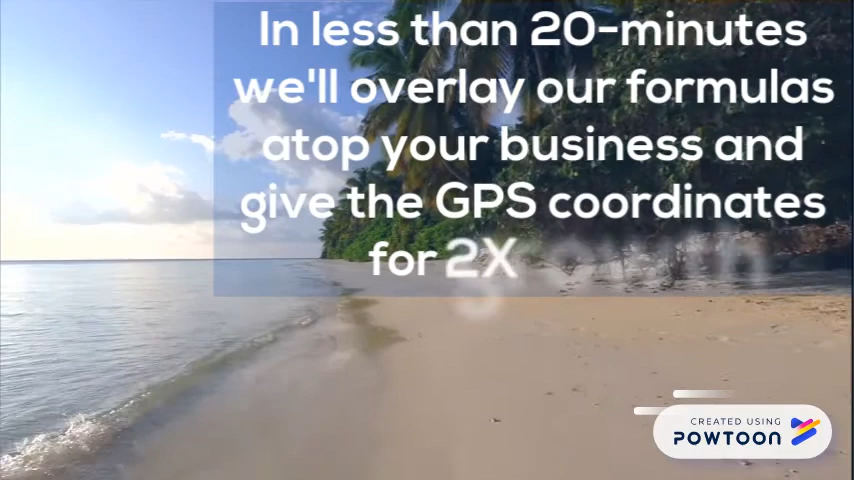 In less than 20-minutes
we'll overlay our formulas
atop your business and
give the GPS coordinates
for 2X
CREATED USING
POWTOON